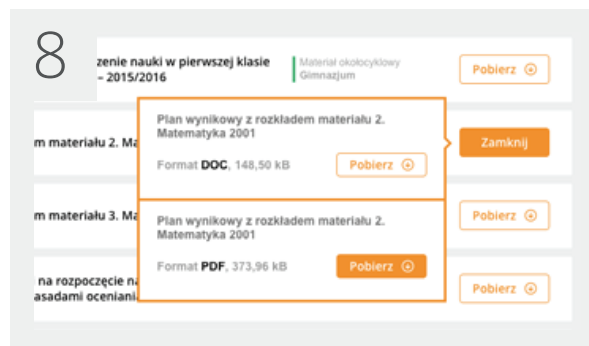 8
zenie nauki w pierwszej klasie
– 2015/2016
Materiał okołocyklowy
Gimnazjum
Pobierz
m materiału 2. Ma
Zamknij
Plan wynikowy z rozkładem materiału 2.
Matematyka 2001
Format DOC, 148,50 kB
Pobierz
m materiału 3. Ma
Pobierz
Plan wynikowy z rozkładem materiału 2.
Matematyka 2001
Format PDF, 373,96 kB
Pobierz
na rozpoczęcie na
asadami oceniani
Pobierz